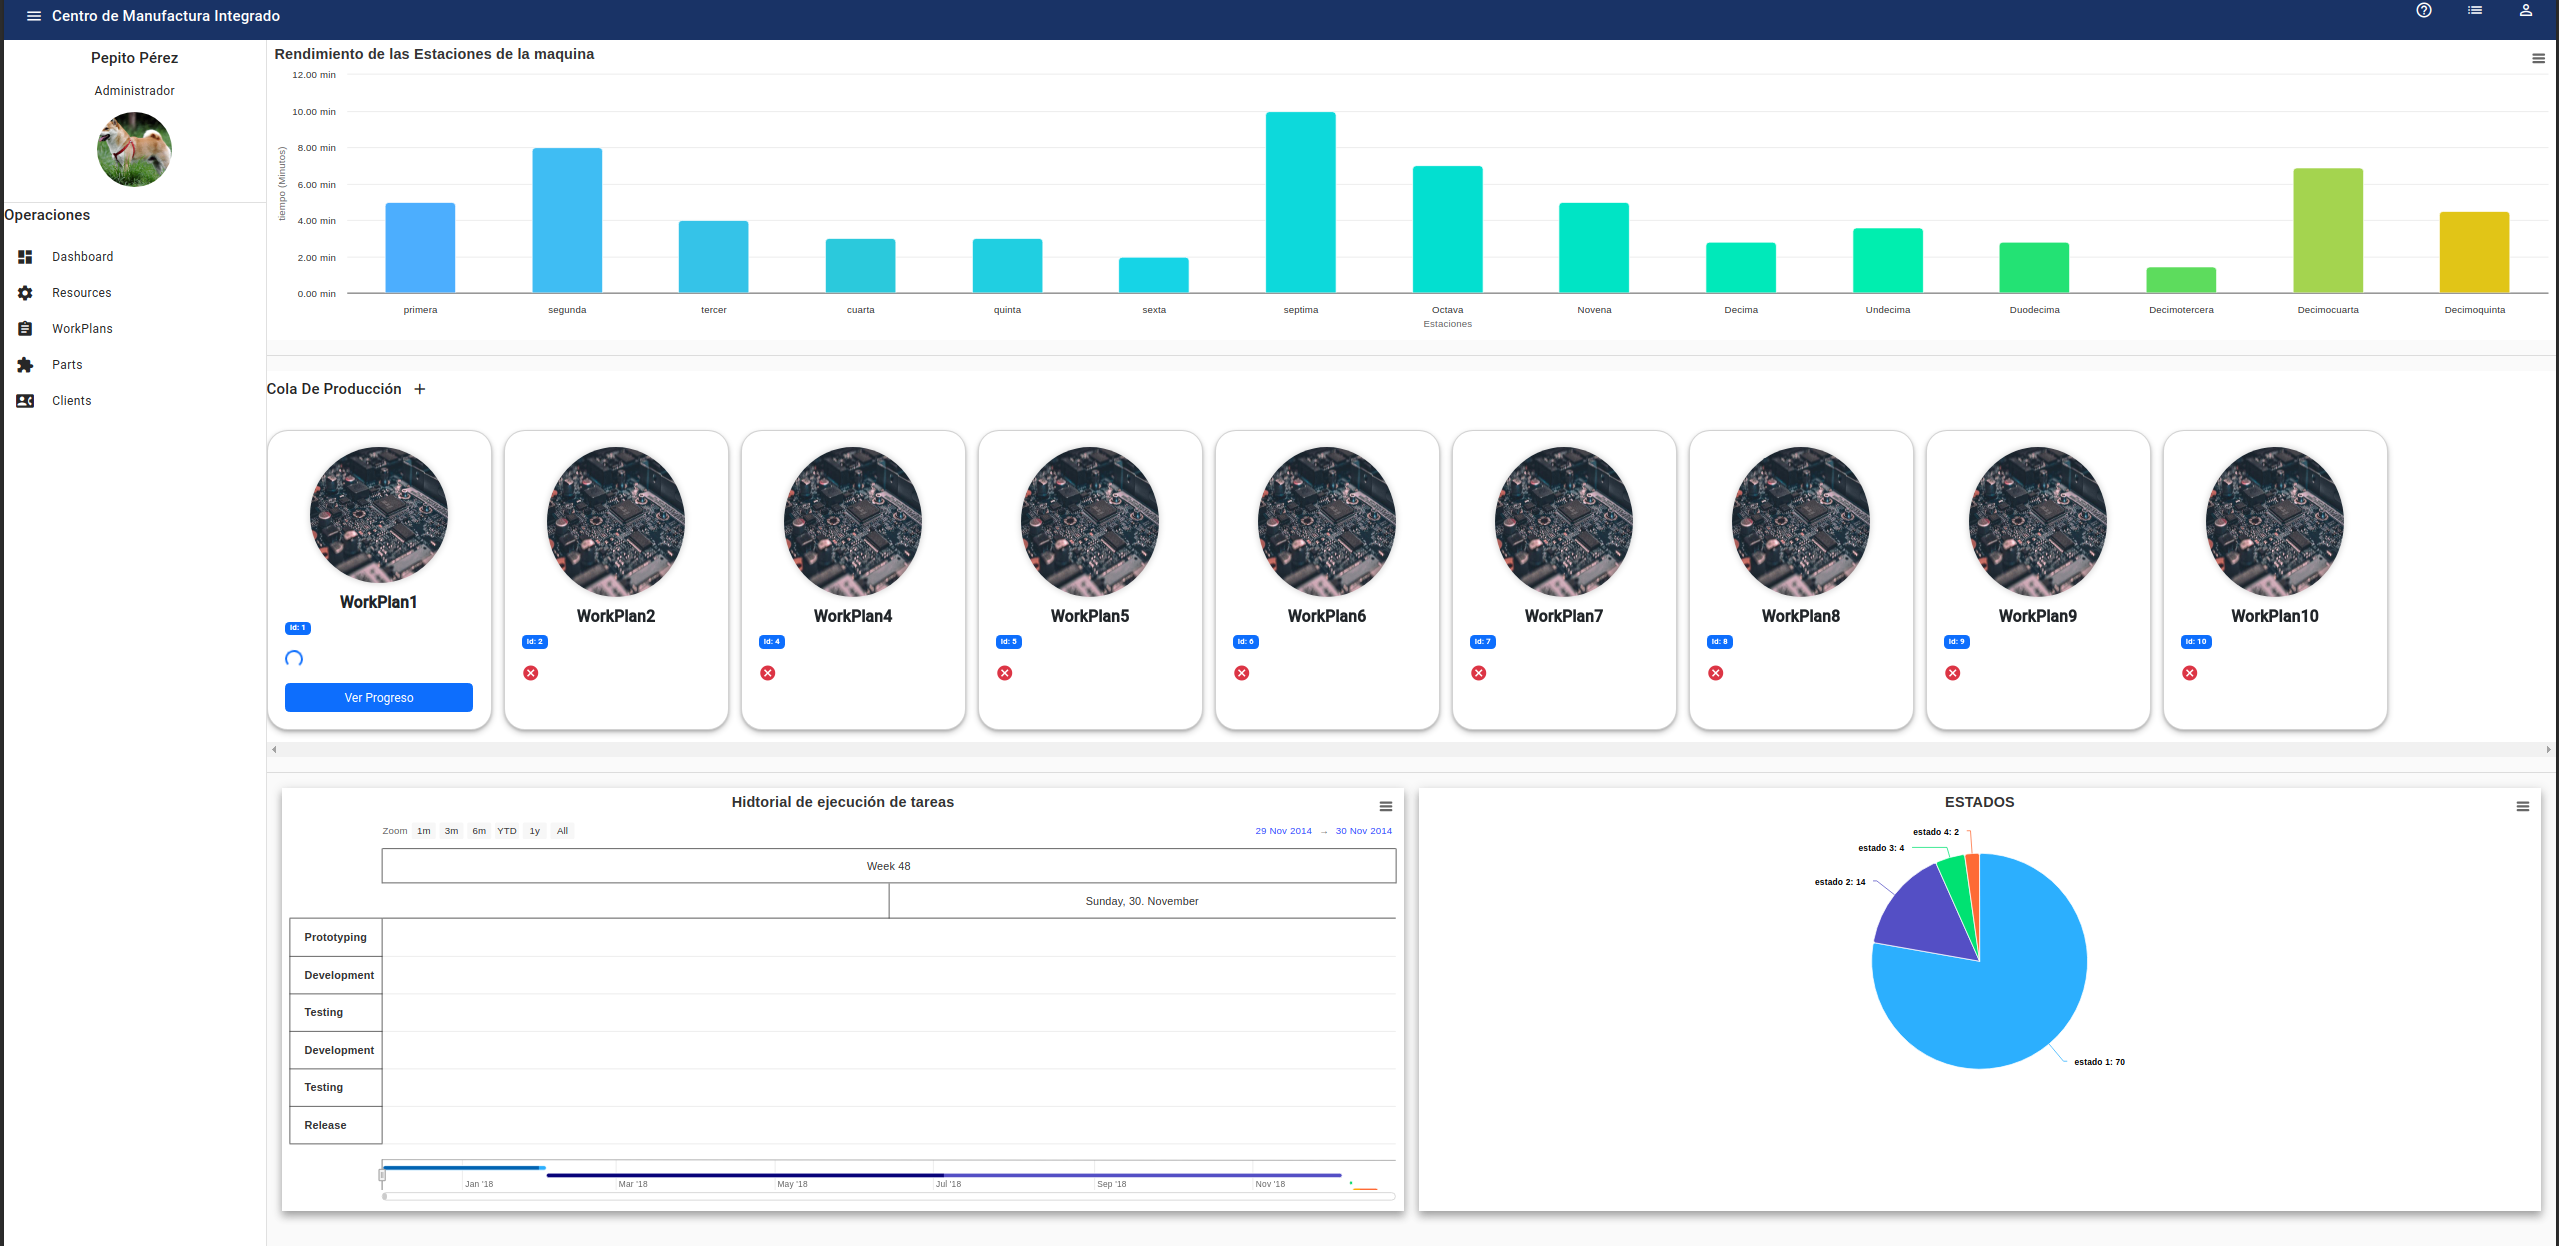 Centro de Manufactura Integrado
Pepito Pérez
Administrador
Operaciones
Dashboard
Resources
WorkPlans
Parts
Clients
Rendimiento de las Estaciones de la maquina
tiempo (Minutos)
12.00 min
10.00 min
8.00 min
6.00 min
4.00 min
2.00 min
0.00 min
primera segunda tercer cuarta quinta sexta septima Octava Novena Decima Undecima Duodecima Decimotercera Decimocuarta Decimoquinta
Estaciones
Cola De Producción +
WorkPlan1
Id: 1
Ver Progreso
WorkPlan2
Id: 2
WorkPlan4
Id: 4
WorkPlan5
Id: 5
WorkPlan6
Id: 6
WorkPlan7
Id: 7
WorkPlan8
Id: 8
WorkPlan9
Id: 9
WorkPlan10
Id: 10
Hidtorial de ejecución de tareas
Zoom 1m 3m 6m YTD 1y All 29 Nov 2014 → 30 Nov 2014
Week 48
Sunday, 30. November
Prototyping
Development
Testing
Development
Testing
Release
Jan '18 Mar '18 May '18 Jul '18 Sep '18 Nov '18
ESTADOS
estado 4: 2
estado 3: 4
estado 2: 14
estado 1: 70